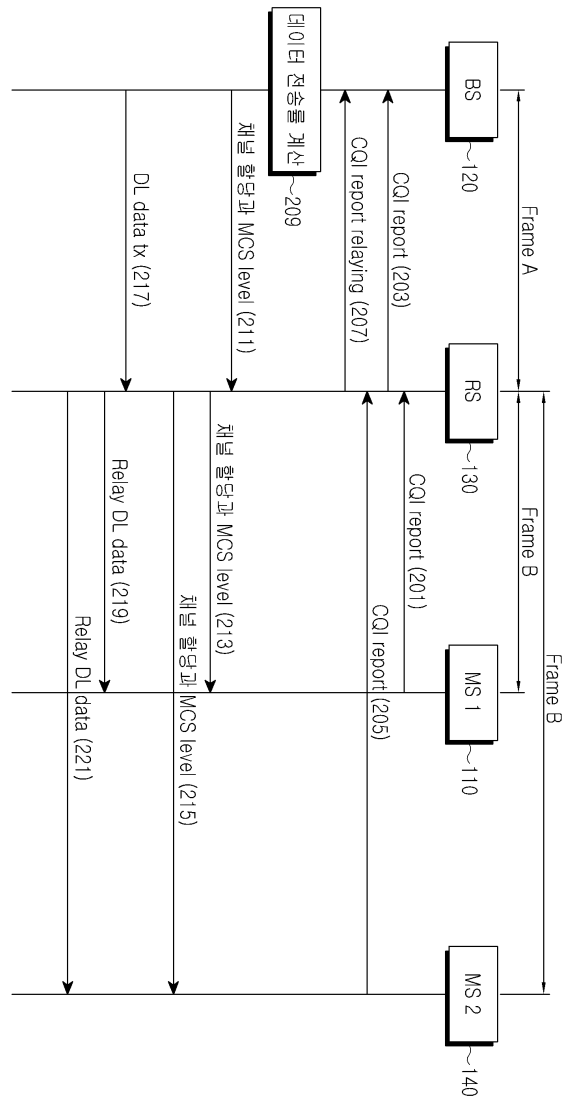 Frame B
Frame A
Frame B
BS
120
RS
130
MS 1
110
MS 2
140
CQI report (201)
CQI report (203)
CQI report (205)
CQI report relaying (207)
데이터 전송률 계산
209
채널 할당과 MCS level (211)
채널 할당과 MCS level (213)
채널 할당과 MCS level (215)
DL data tx (217)
Relay DL data (219)
Relay DL data (221)